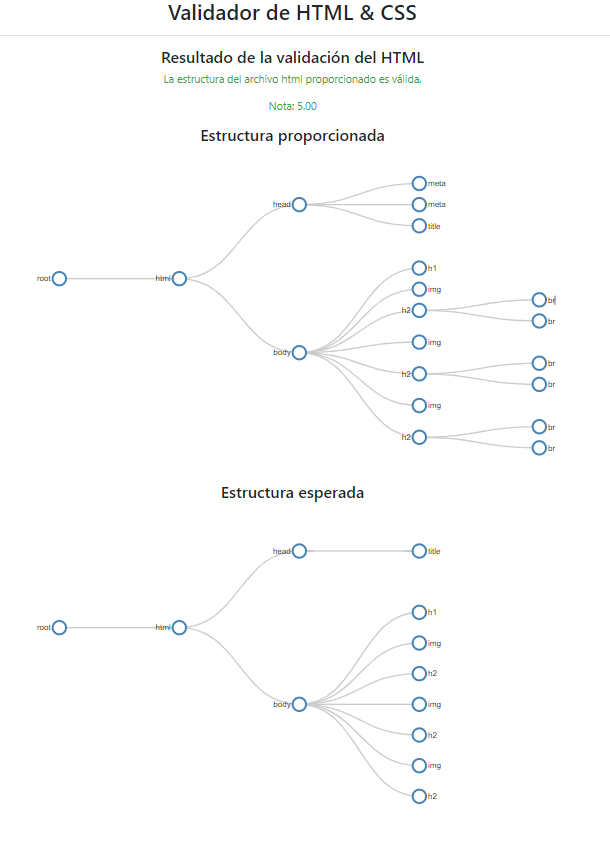 Validador de HTML & CSS
Resultado de la validación del HTML
La estructura del archivo html proporcionado es válida.
Nota: 5.00
Estructura proporcionada
meta
head
meta
title
h1
root
html
img
br
h2
br
img
body
br
h2
br
img
br
h2
br
Estructura esperada
head
title
h1
root
html
img
h2
body
img
h2
img
h2